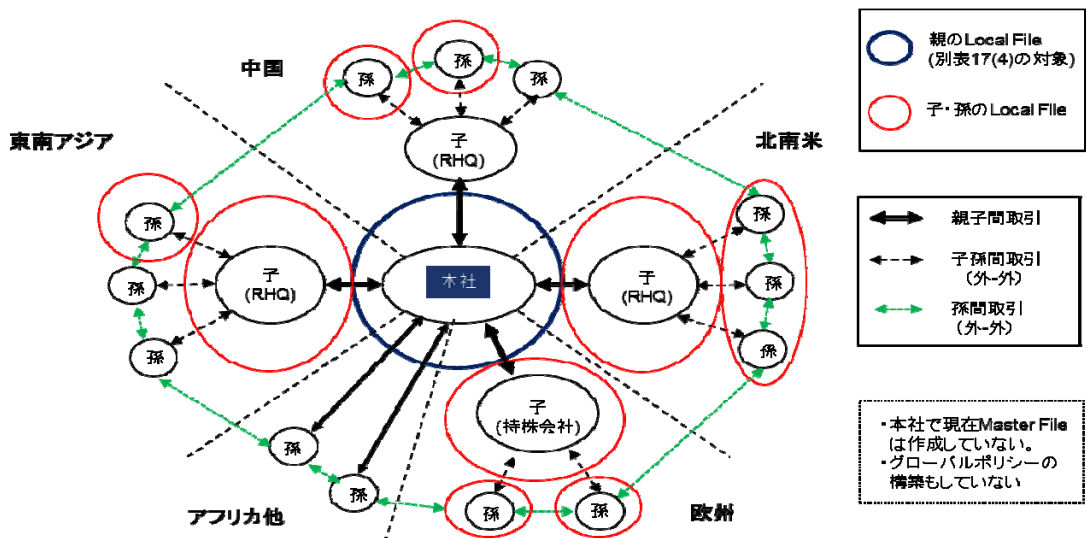 中国
東南アジア
北南米
アフリカ他
欧州
孫
孫
孫
子
(RHQ)
孫
孫
孫
子
(RHQ)
本社
子
(RHQ)
孫
孫
孫
子
(持株会社)
孫
孫
孫
孫
親のLocal File
(別表17(4)の対象)
子・孫のLocal File
親子間取引
子孫間取引
(外-外)
孫間取引
(外-外)
・本社で現在Master File
は作成していない。
・グローバルポリシーの
構築もしていない